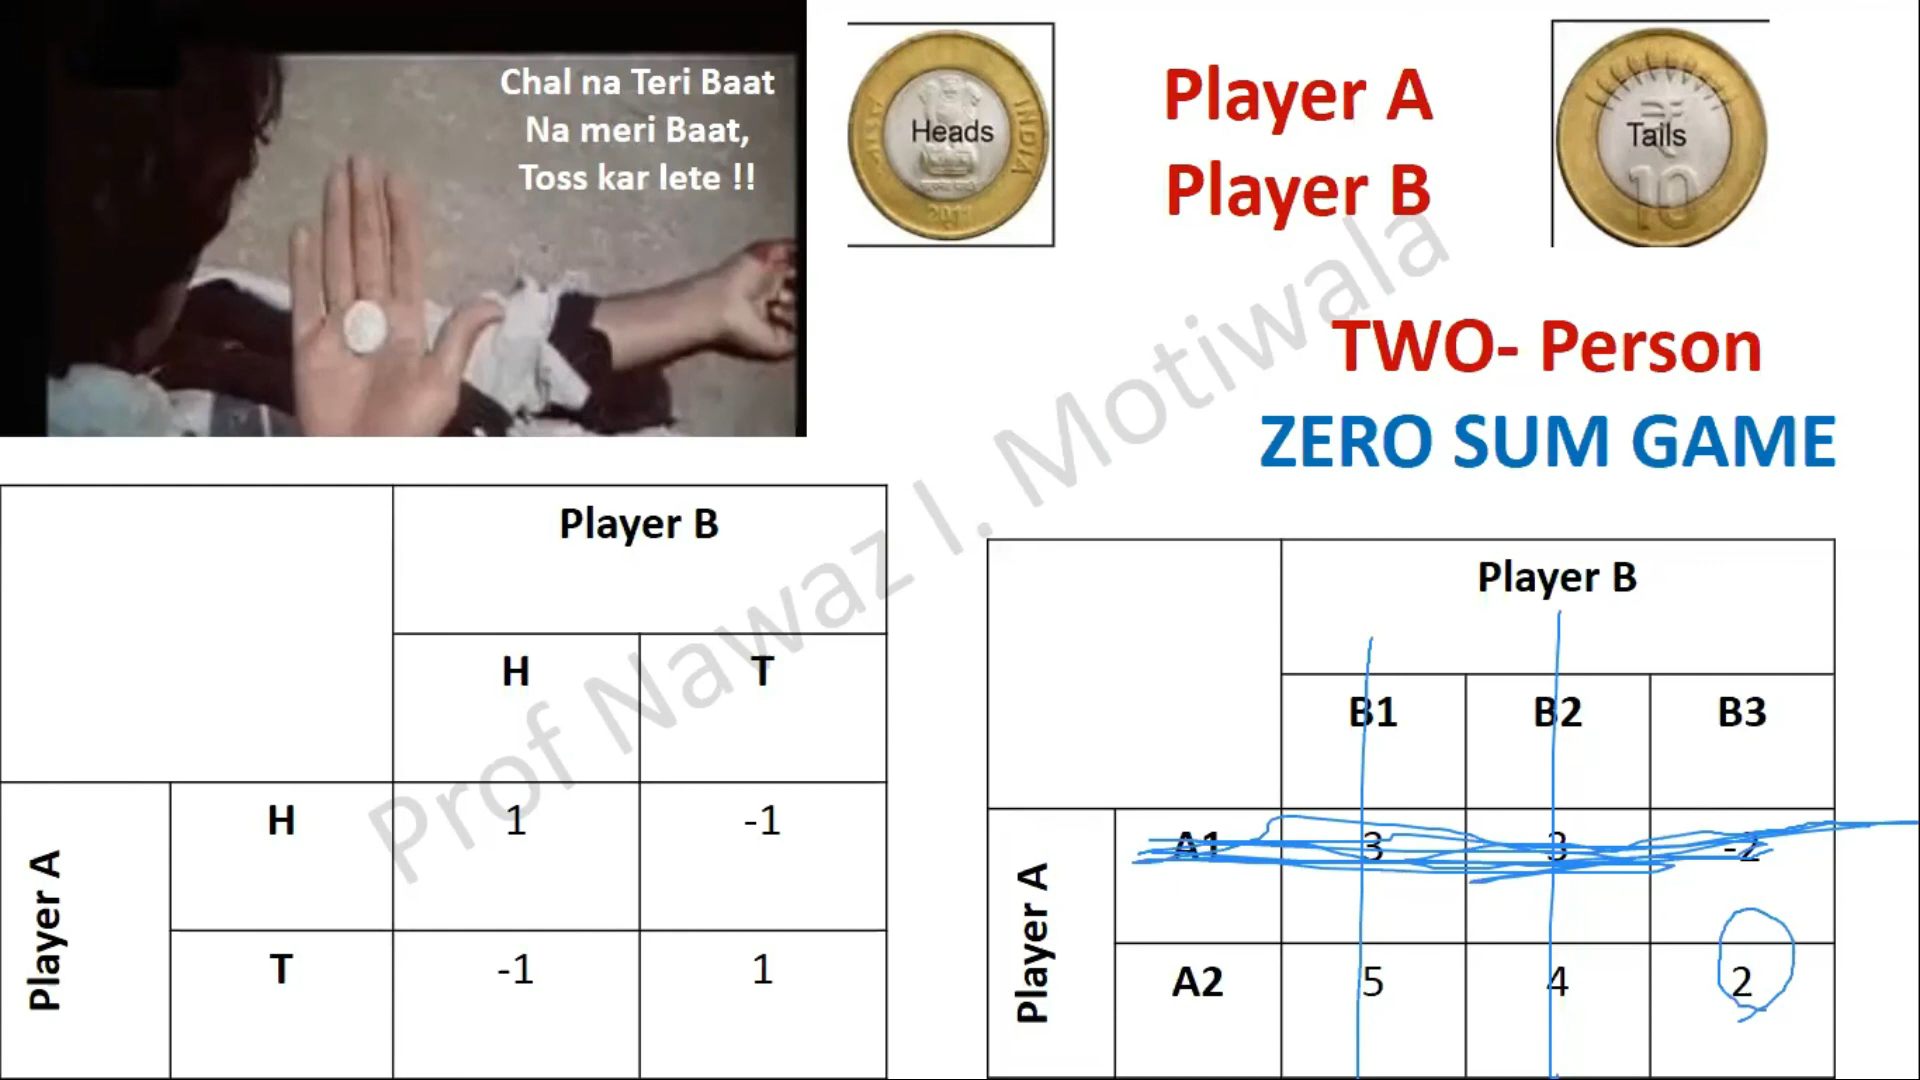 Chal na Teri Baat
Na meri Baat,
Toss kar lete !!
Heads
INDIA
2011
Player A
Player B
Tails
10
TWO- Person
ZERO SUM GAME
Prof Nawaz I. Motiwala
Player B
H T
Player A
H 1 -1
T -1 1
Player B
B1 B2 B3
Player A
A1 3 3 -2
A2 5 4 2